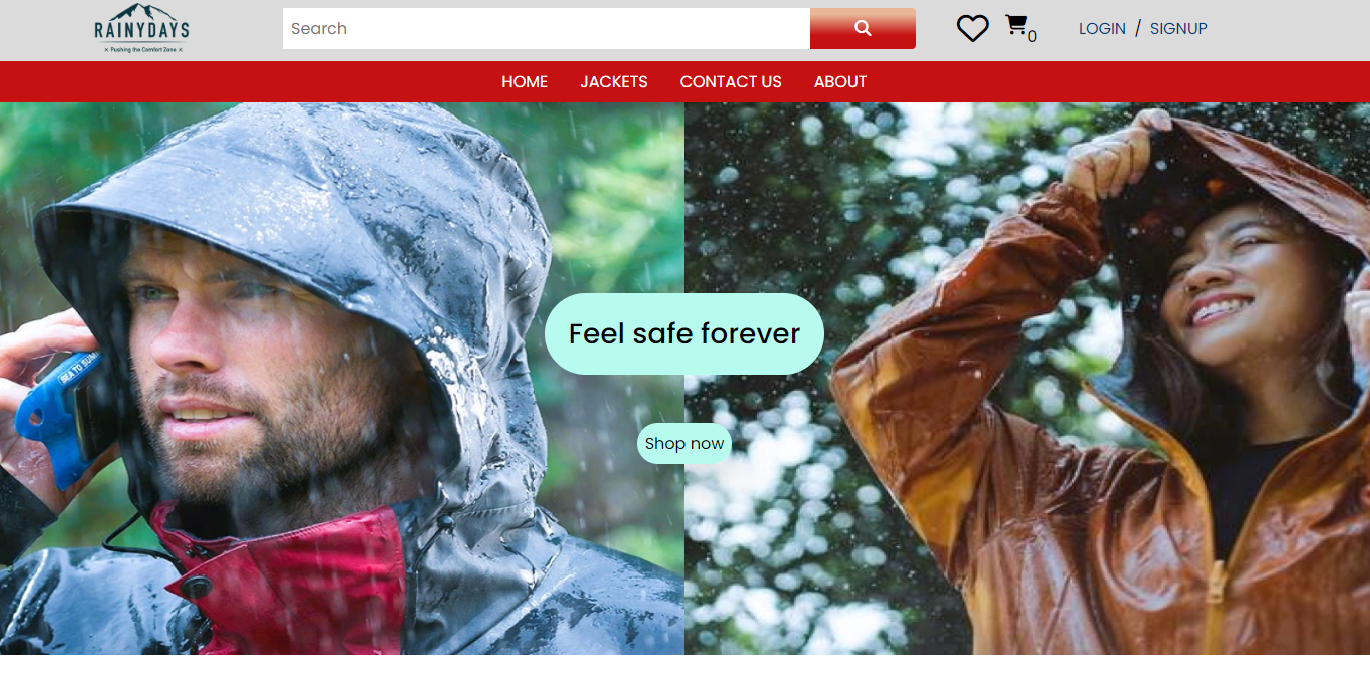 RAINYDAYS
× Pushing the Comfort Zone ×
Search
0
LOGIN / SIGNUP
HOME JACKETS CONTACT US ABOUT
Feel safe forever
SEA TO SUM
Shop now